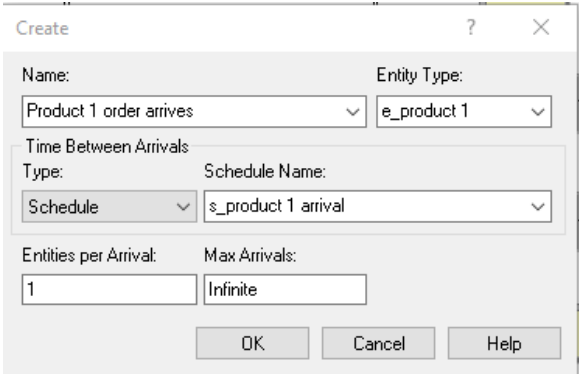 Create ? ×
Name: Entity Type:
Product 1 order arrives e_product 1
Time Between Arrivals
Type: Schedule Name:
Schedule s_product 1 arrival
Entities per Arrival: Max Arrivals:
1 Infinite
OK Cancel Help